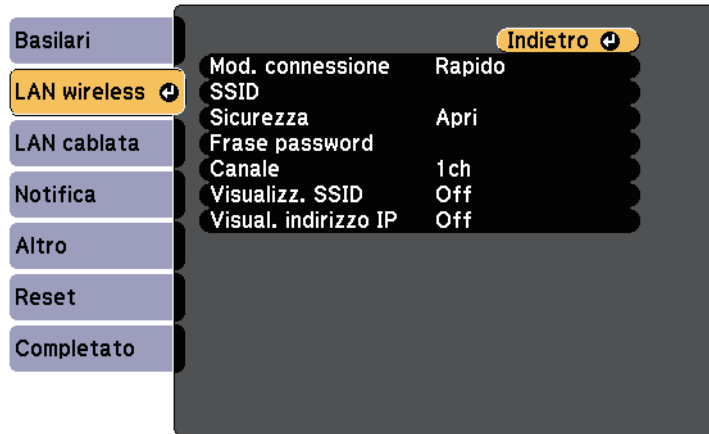 Basilari
LAN wireless
LAN cablata
Notifica
Altro
Reset
Completato
Indietro
Mod. connessione Rapido
SSID
Sicurezza Apri
Frase password
Canale 1ch
Visualizz. SSID Off
Visual. indirizzo IP Off